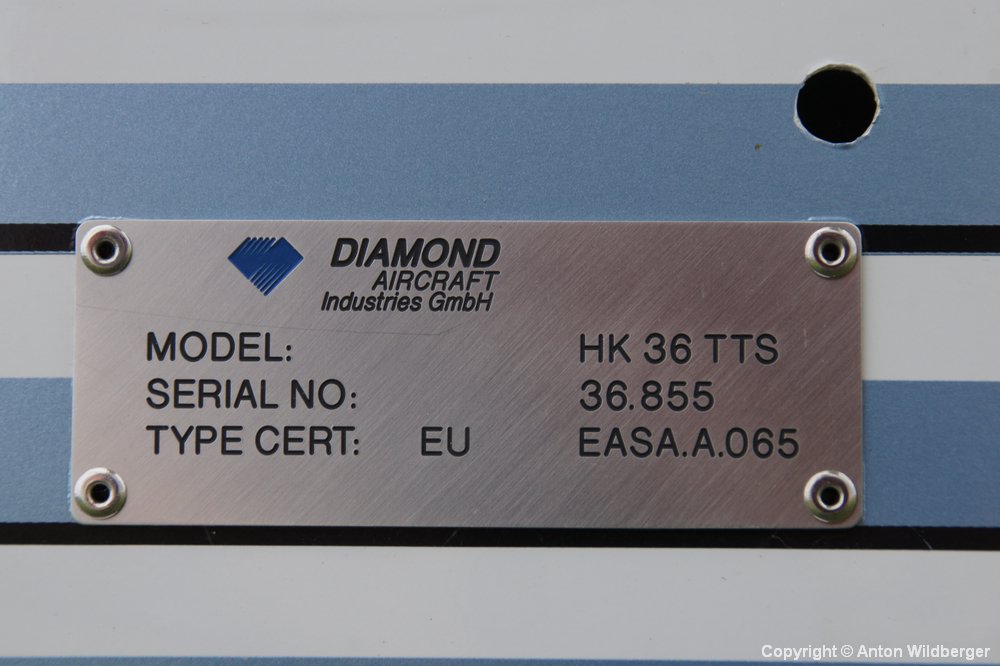 DIAMOND
AIRCRAFT
Industries GmbH
MODEL: HK 36 TTS
SERIAL NO: 36.855
TYPE CERT: EU EASA.A.065
Copyright © Anton Wildberger